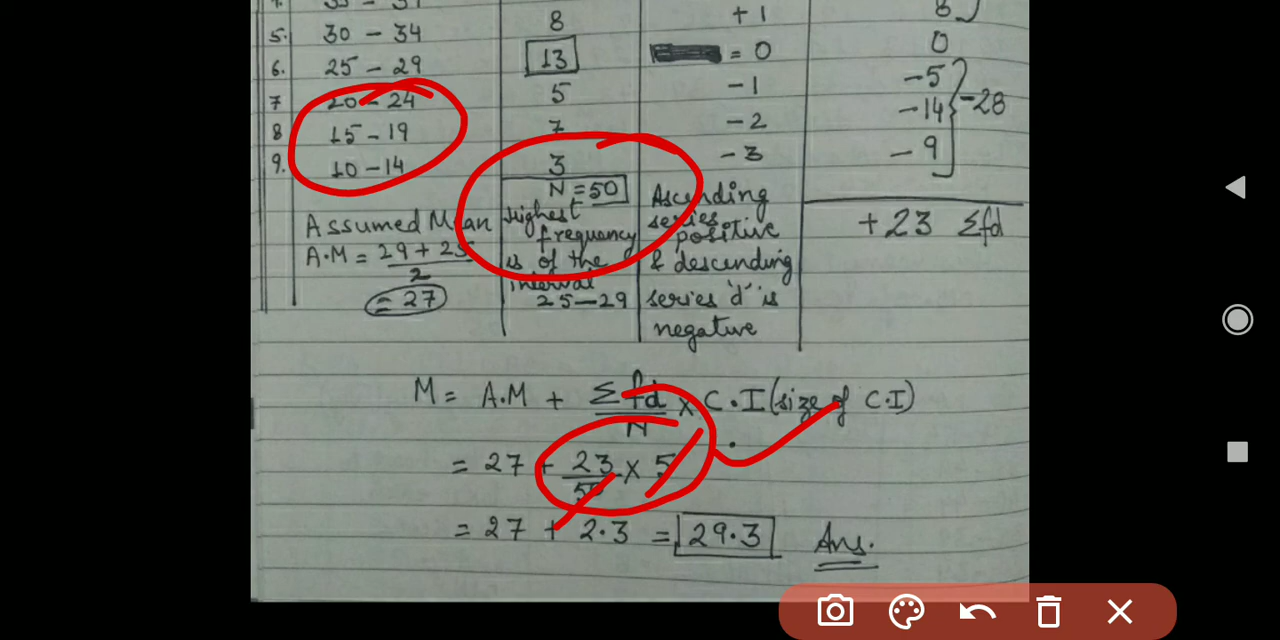 8 + 1 8
5. 30 – 34
6. 25 – 29 13 = 0 0
7 20 – 24 5 – 1 –5
8 15 – 19 7 – 2 –14 –28
9. 10 – 14 3 – 3 – 9
N = 50
Assumed Mean
A.M = 29 + 25
2
= 27
Highest
frequency
is of the
interval
25–29
Ascending
series
positive
& descending
series 'd' is
negative
+23 Σfd
M = A.M + Σfd × C.I (size of C.I)
N
= 27 + 23 × 5
50
= 27 + 2.3 = 29.3 Ans.